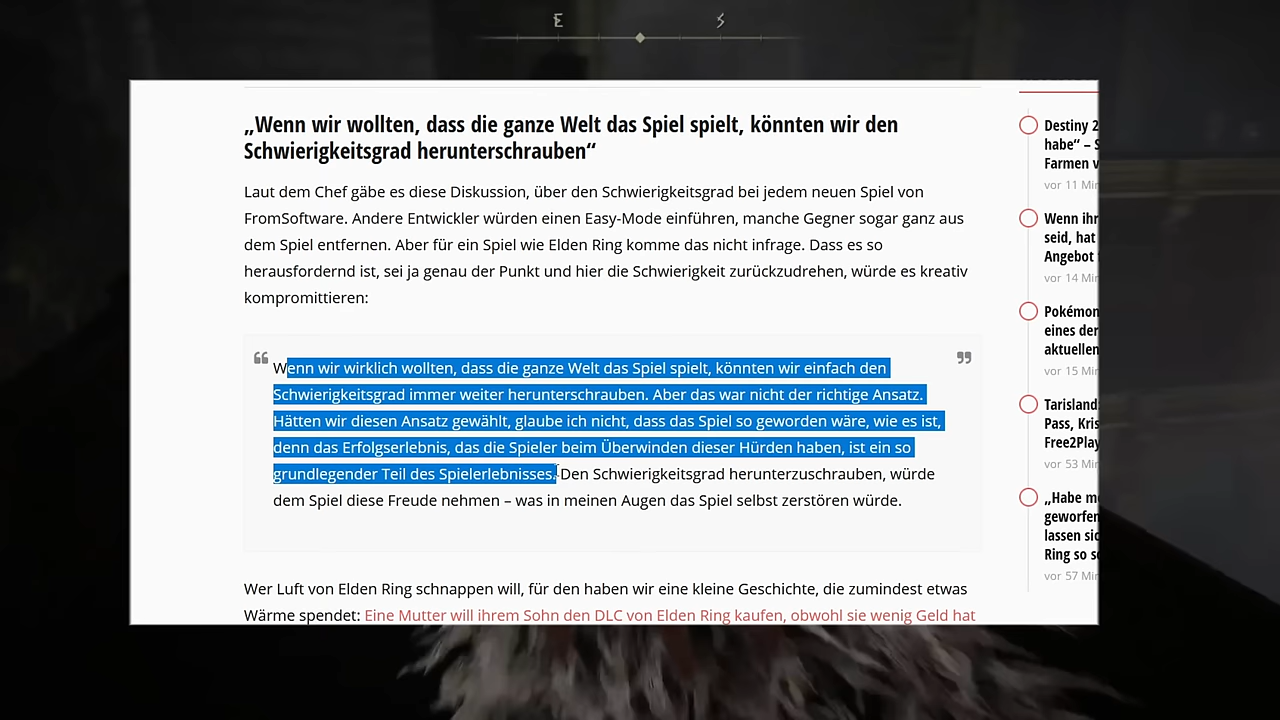 E S
„Wenn wir wollten, dass die ganze Welt das Spiel spielt, könnten wir den
Schwierigkeitsgrad herunterschrauben“
Laut dem Chef gäbe es diese Diskussion, über den Schwierigkeitsgrad bei jedem neuen Spiel von
FromSoftware. Andere Entwickler würden einen Easy-Mode einführen, manche Gegner sogar ganz aus
dem Spiel entfernen. Aber für ein Spiel wie Elden Ring komme das nicht infrage. Dass es so
herausfordernd ist, sei ja genau der Punkt und hier die Schwierigkeit zurückzudrehen, würde es kreativ
kompromittieren:
“ Wenn wir wirklich wollten, dass die ganze Welt das Spiel spielt, könnten wir einfach den ”
Schwierigkeitsgrad immer weiter herunterschrauben. Aber das war nicht der richtige Ansatz.
Hätten wir diesen Ansatz gewählt, glaube ich nicht, dass das Spiel so geworden wäre, wie es ist,
denn das Erfolgserlebnis, das die Spieler beim Überwinden dieser Hürden haben, ist ein so
grundlegender Teil des Spielerlebnisses. Den Schwierigkeitsgrad herunterzuschrauben, würde
dem Spiel diese Freude nehmen – was in meinen Augen das Spiel selbst zerstören würde.
Wer Luft von Elden Ring schnappen will, für den haben wir eine kleine Geschichte, die zumindest etwas
Wärme spendet: Eine Mutter will ihrem Sohn den DLC von Elden Ring kaufen, obwohl sie wenig Geld hat
Destiny 2
habe“ –
Farmen
vor 11
Wenn ihr
seid, hat
Angebot
vor 14
Pokémon
eines der
aktuellen
vor 15
Tarisland
Pass,
Free2Play
vor 53
„Habe
geworfen
lassen
Ring so
vor 57